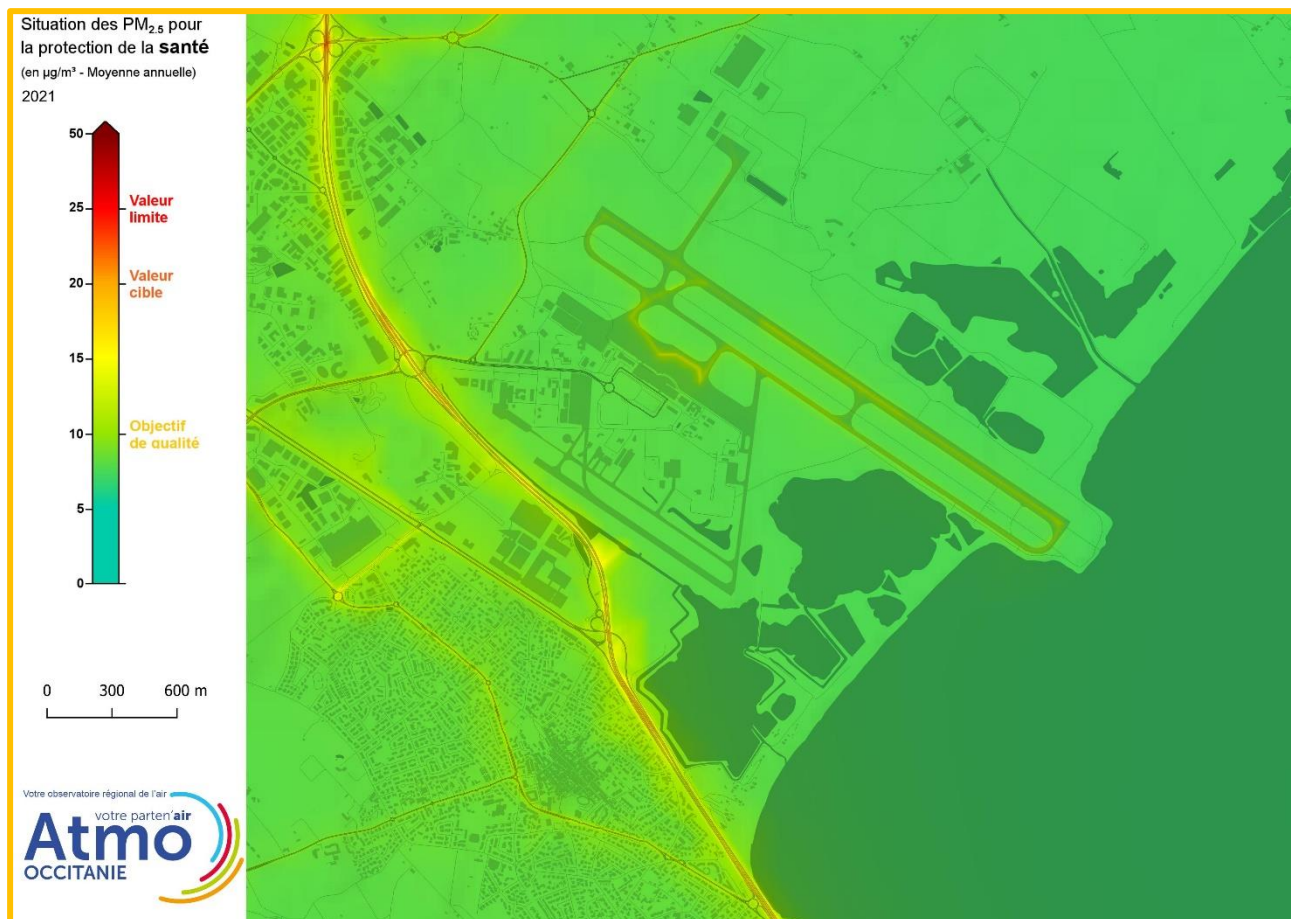 Situation des PM2.5 pour
la protection de la santé
(en µg/m³ - Moyenne annuelle)
2021
50
25
Valeur
limite
20
Valeur
cible
15
10
Objectif
de qualité
5
0
0 300 600 m
Votre observatoire régional de l'air
votre parten'air
Atmo
OCCITANIE